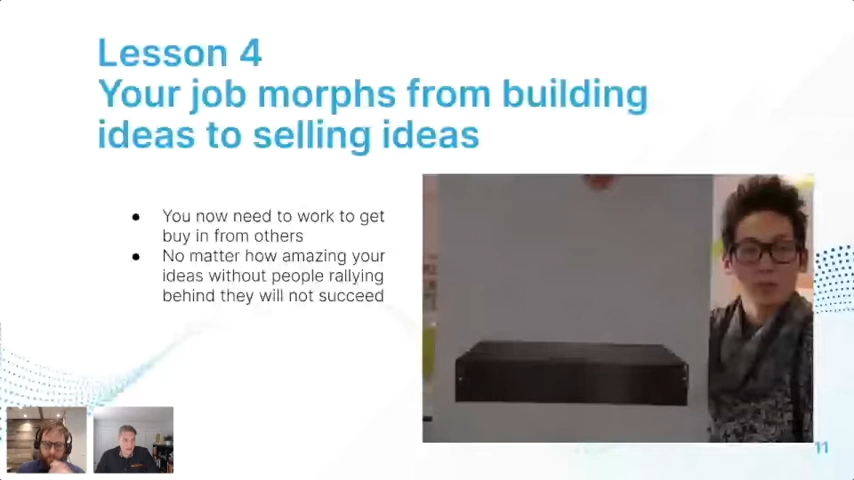 Lesson 4
Your job morphs from building
ideas to selling ideas
● You now need to work to get
buy in from others
● No matter how amazing your
ideas without people rallying
behind they will not succeed
11